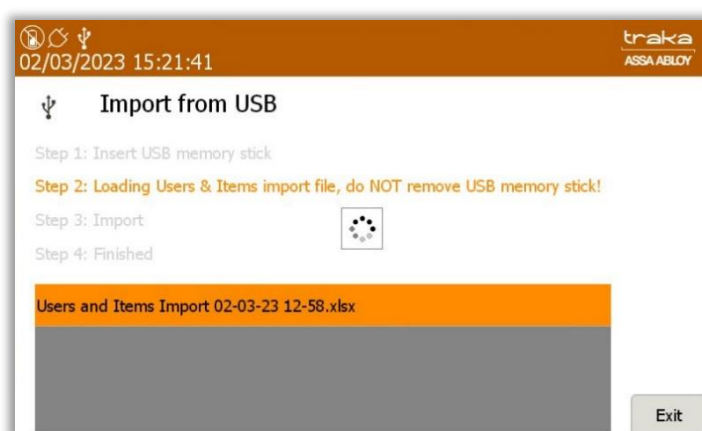 traka
02/03/2023 15:21:41
ASSA ABLOY
Import from USB
Step 1: Insert USB memory stick
Step 2: Loading Users & Items import file, do NOT remove USB memory stick!
Step 3: Import
Step 4: Finished
Users and Items Import 02-03-23 12-58.xlsx
Exit